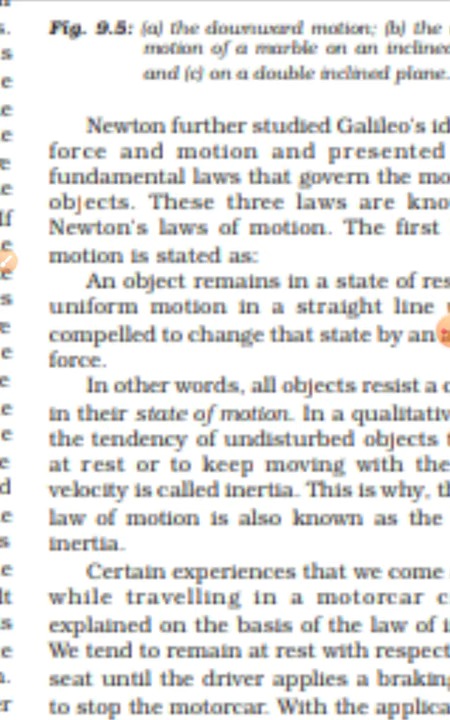 Fig. 9.5: (a) the downward motion; (b) the
motion of a marble on an inclined
and (c) on a double inclined plane.
Newton further studied Galileo's id
force and motion and presented
fundamental laws that govern the mo
objects. These three laws are kno
Newton's laws of motion. The first
motion is stated as:
An object remains in a state of res
uniform motion in a straight line
compelled to change that state by an
force.
In other words, all objects resist a c
in their state of motion. In a qualitativ
the tendency of undisturbed objects t
at rest or to keep moving with the
velocity is called inertia. This is why, th
law of motion is also known as the
inertia.
Certain experiences that we come
while travelling in a motorcar c
explained on the basis of the law of i
We tend to remain at rest with respect
seat until the driver applies a braking
to stop the motorcar. With the applica